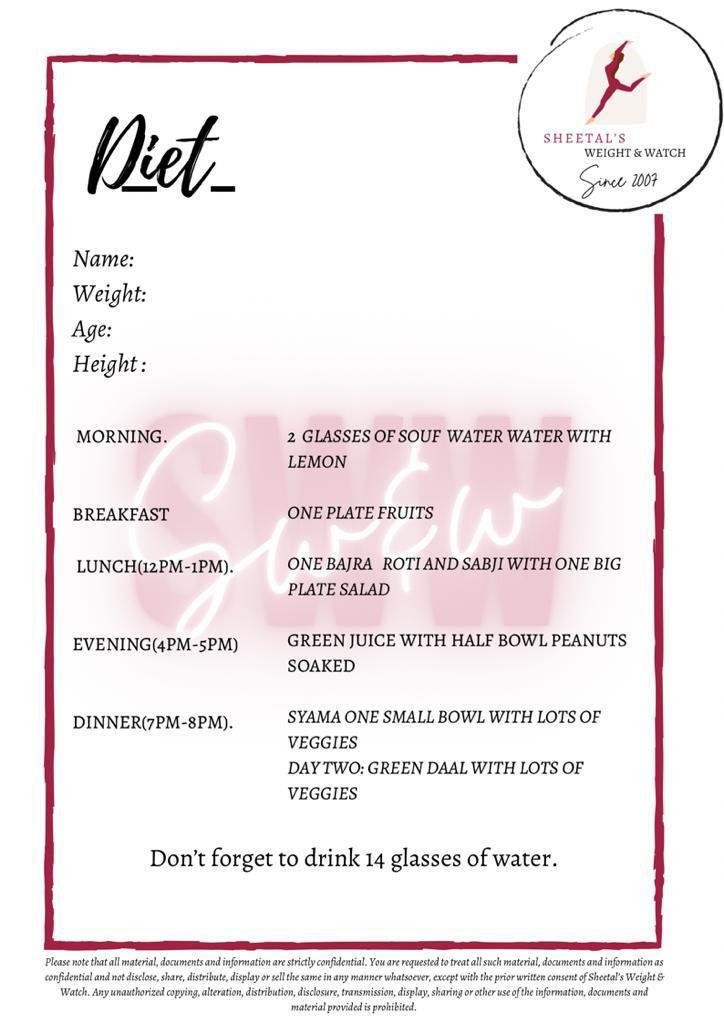 SHEETAL'S
WEIGHT & WATCH
Since 2007
Diet_
Name:
Weight:
Age:
Height :
MORNING. 2 GLASSES OF SOUF WATER WATER WITH
LEMON
BREAKFAST ONE PLATE FRUITS
LUNCH(12PM-1PM). ONE BAJRA ROTI AND SABJI WITH ONE BIG
PLATE SALAD
EVENING(4PM-5PM) GREEN JUICE WITH HALF BOWL PEANUTS
SOAKED
DINNER(7PM-8PM). SYAMA ONE SMALL BOWL WITH LOTS OF
VEGGIES
DAY TWO: GREEN DAAL WITH LOTS OF
VEGGIES
SWW
Sw&w
Don't forget to drink 14 glasses of water.
Please note that all material, documents and information are strictly confidential. You are requested to treat all such material, documents and information as
confidential and not disclose, share, distribute, display or sell the same in any manner whatsoever, except with the prior written consent of Sheetal's Weight &
Watch. Any unauthorized copying, alteration, distribution, disclosure, transmission, display, sharing or other use of the information, documents and
material provided is prohibited.